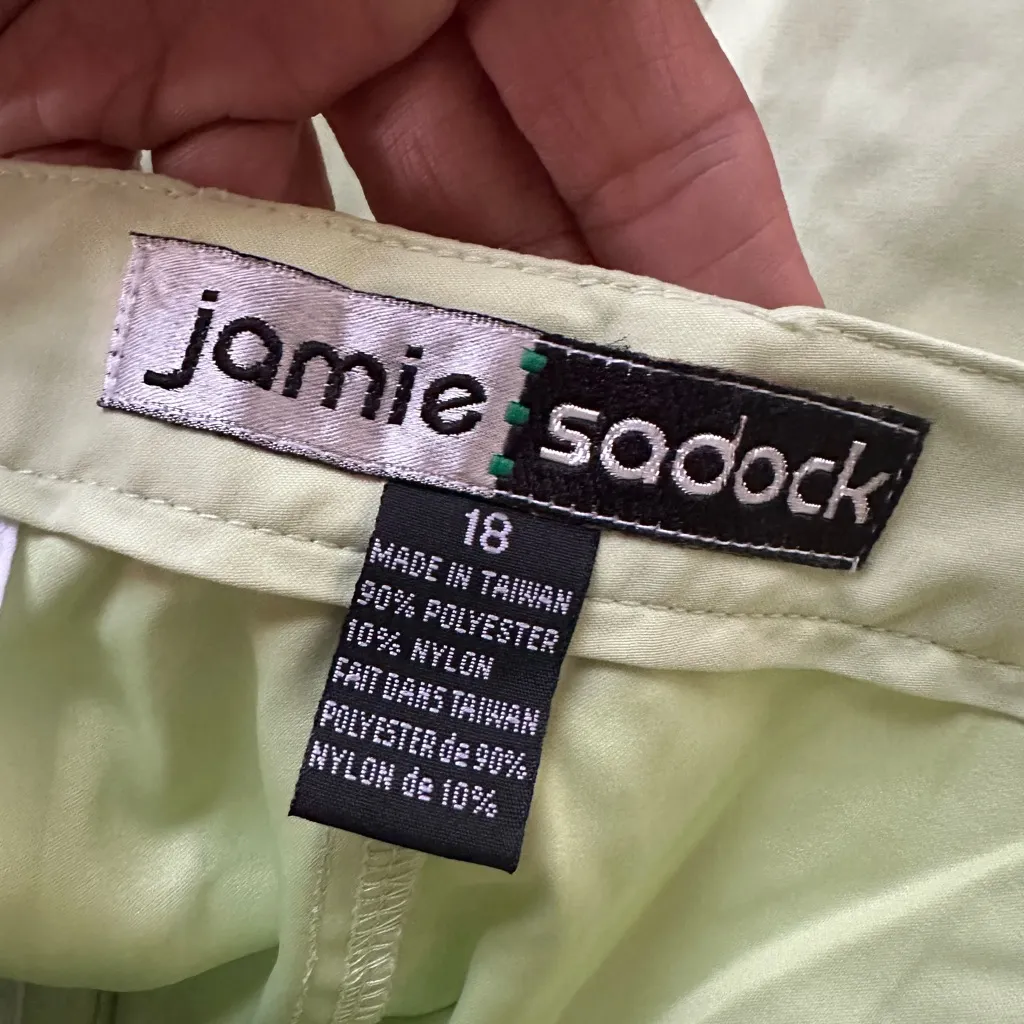 jamie sadock
18
MADE IN TAIWAN
90% POLYESTER
10% NYLON
FAIT DANS TAIWAN
POLYESTER de 90%
NYLON de 10%